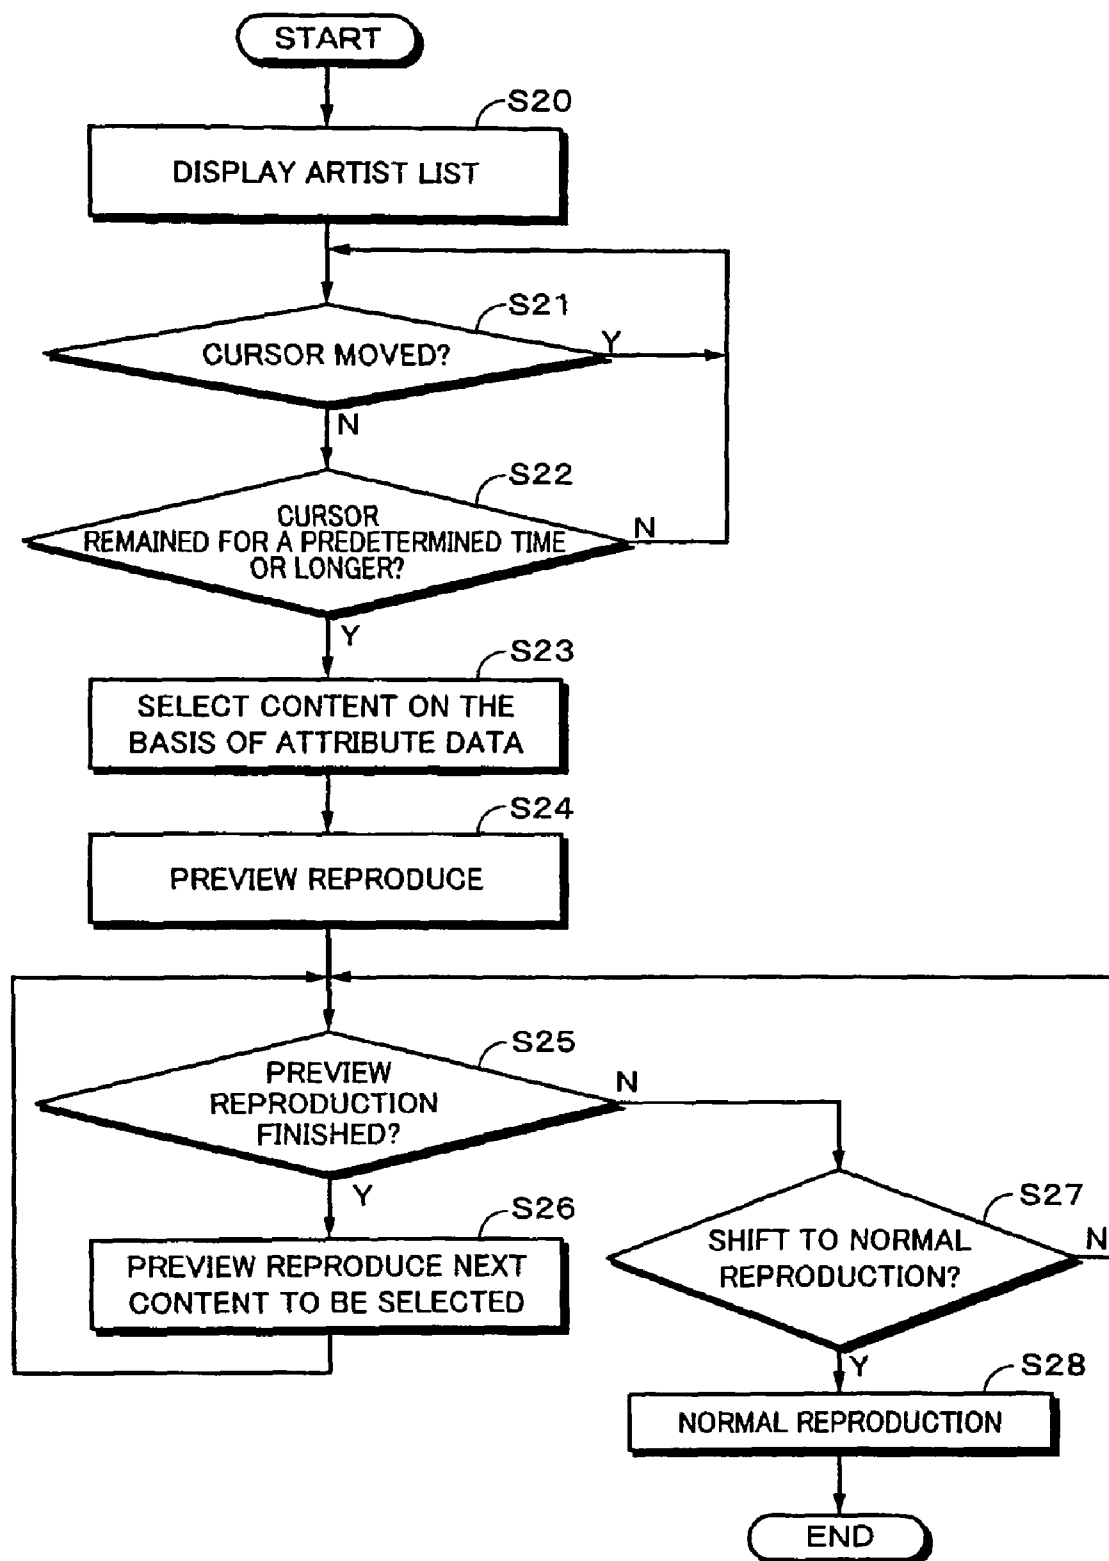 START
S20
DISPLAY ARTIST LIST
S21
CURSOR MOVED?
Y
N
S22
CURSOR
REMAINED FOR A PREDETERMINED TIME
OR LONGER?
N
Y
S23
SELECT CONTENT ON THE
BASIS OF ATTRIBUTE DATA
S24
PREVIEW REPRODUCE
S25
PREVIEW
REPRODUCTION
FINISHED?
N
Y
S26
PREVIEW REPRODUCE NEXT
CONTENT TO BE SELECTED
S27
SHIFT TO NORMAL
REPRODUCTION?
N
Y
S28
NORMAL REPRODUCTION
END